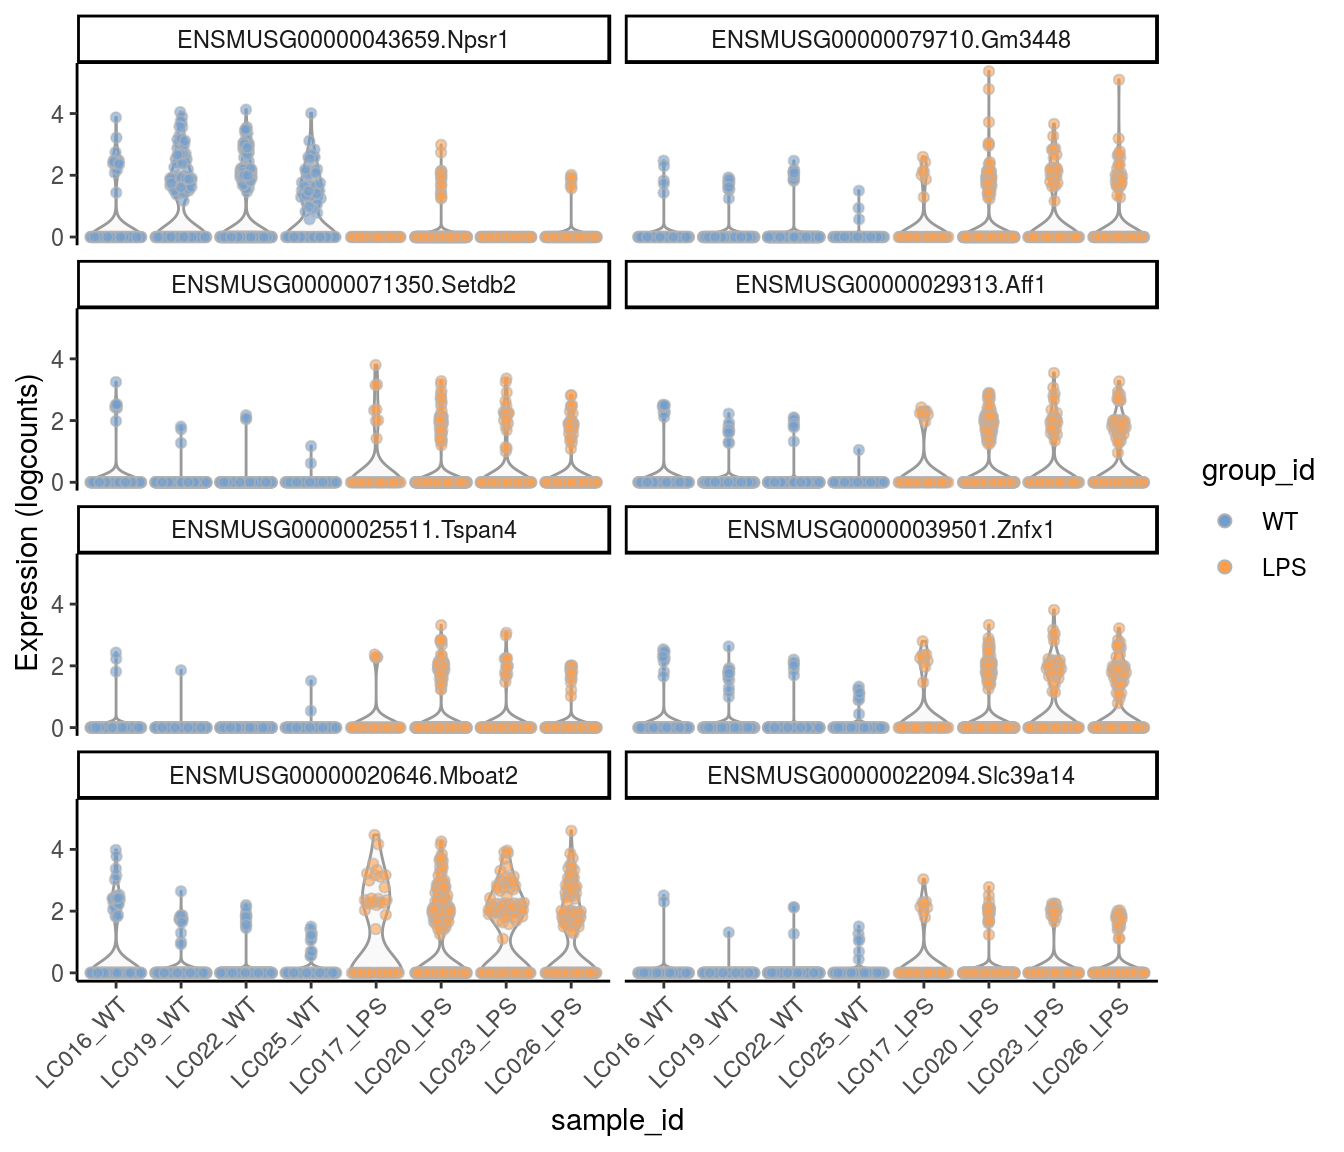 ENSMUSG00000043659.Npsr1
ENSMUSG00000079710.Gm3448
4
2
0
ENSMUSG00000071350.Setdb2
ENSMUSG00000029313.Aff1
4
2
0
ENSMUSG00000025511.Tspan4
ENSMUSG00000039501.Znfx1
4
2
0
ENSMUSG00000020646.Mboat2
ENSMUSG00000022094.Slc39a14
4
2
0
Expression (logcounts)
LC016_WT
LC019_WT
LC022_WT
LC025_WT
LC017_LPS
LC020_LPS
LC023_LPS
LC026_LPS
LC016_WT
LC019_WT
LC022_WT
LC025_WT
LC017_LPS
LC020_LPS
LC023_LPS
LC026_LPS
sample_id
group_id
WT
LPS